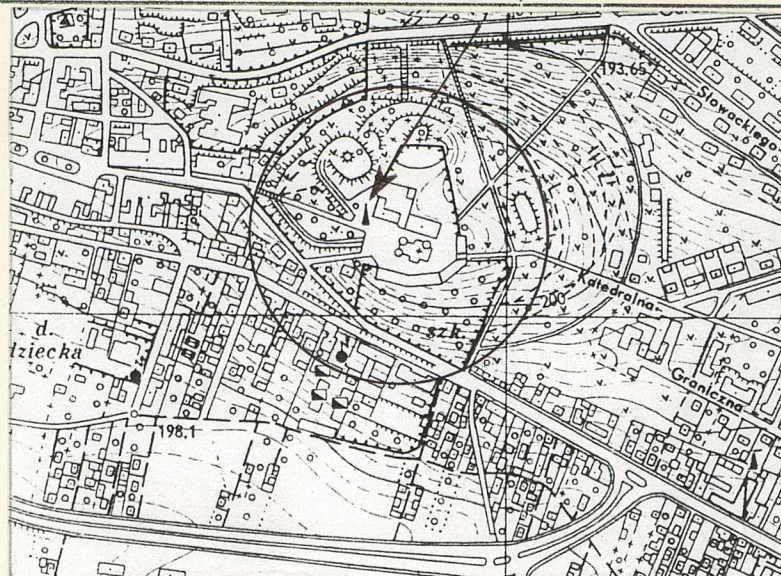 193.65
Słowackiego
Katedralna
200
szk.
d.
dziecka
Graniczna
198,1